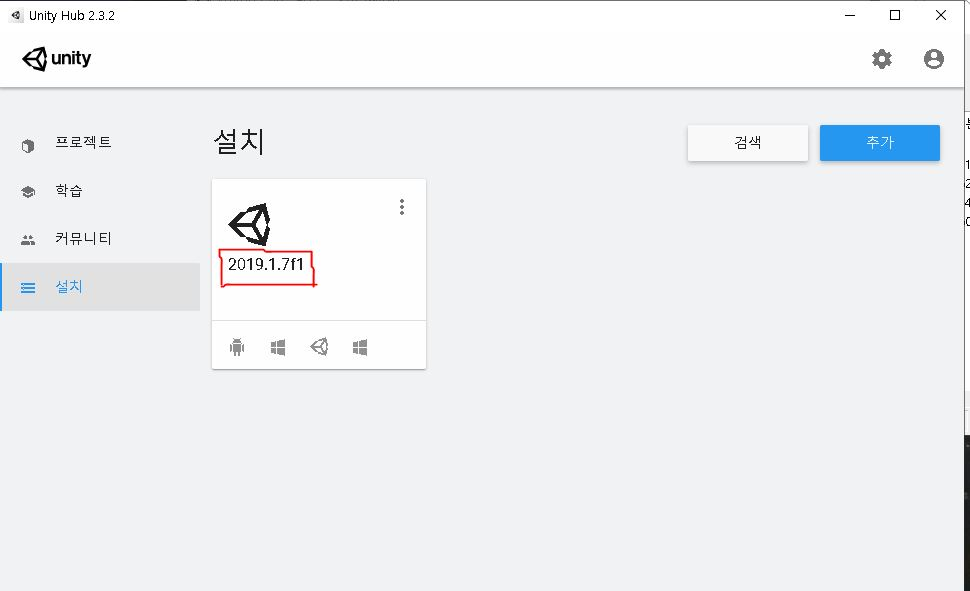 Unity Hub 2.3.2
unity
프로젝트
학습
커뮤니티
설치
설치
검색
추가
2019.1.7f1